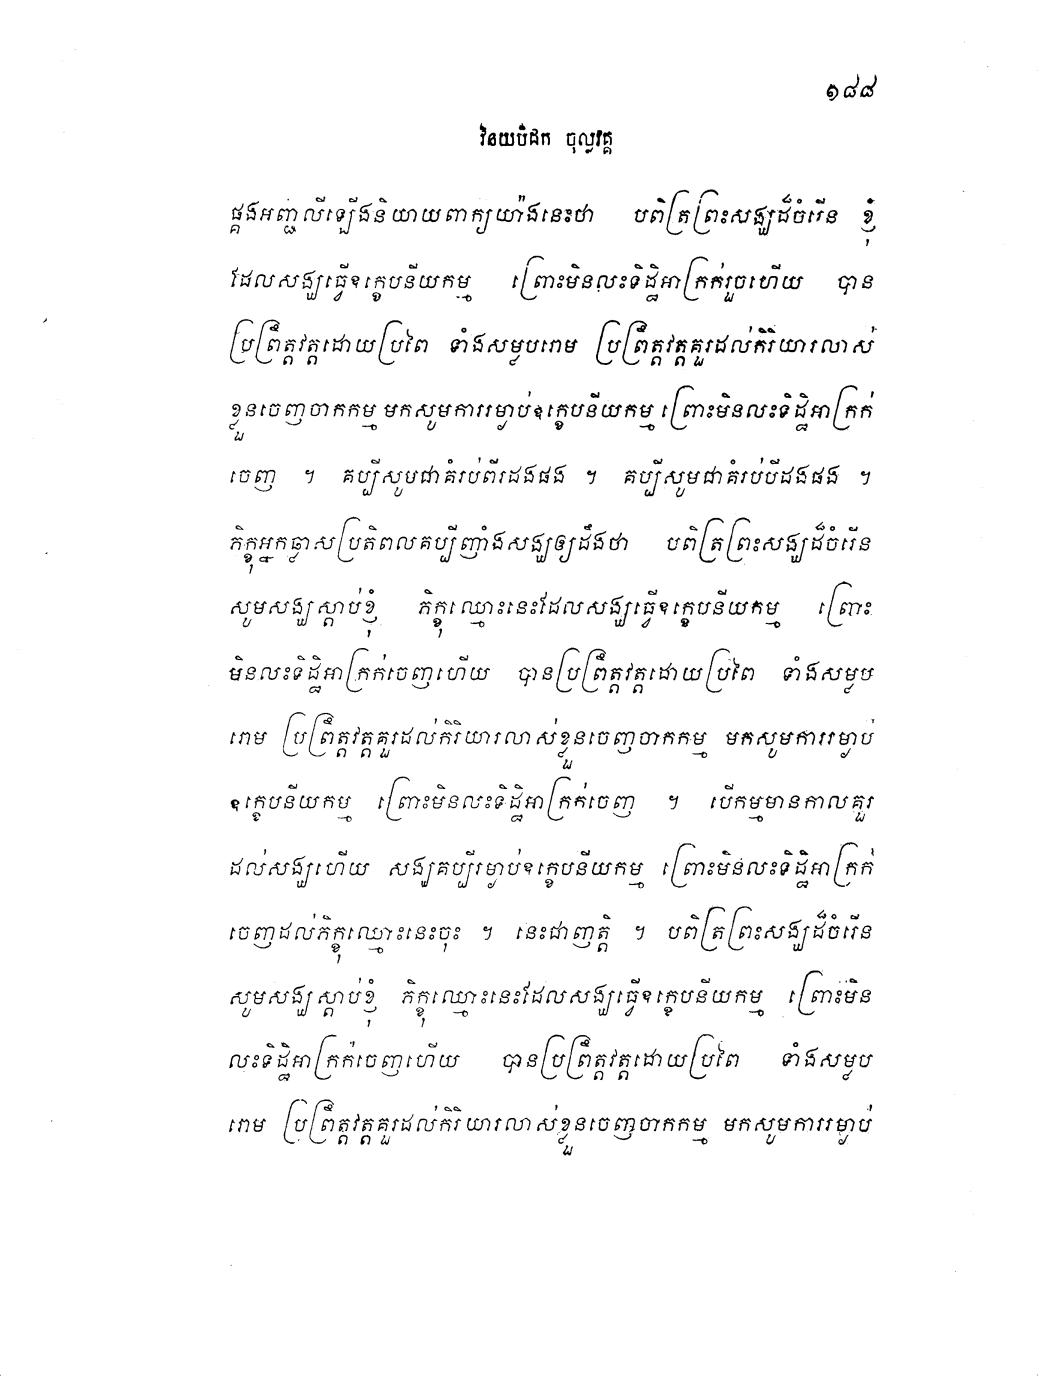 ១៨៨
វិនយបិដក ចុល្លវគ្គ
ផ្គងអញ្ជលីឡើងនិយាយពាក្យយ៉ាងនេះថា បពិត្រព្រះសង្ឃដ៏ចំរើន ខ្ញុំ
ដែលសង្ឃធ្វើឧក្ខេបនីយកម្ម ព្រោះមិនលះទិដ្ឋិអាក្រក់រួចហើយ បាន
ប្រព្រឹត្តវត្តដោយប្រពៃ ទាំងសម្លបរោម ប្រព្រឹត្តវត្តគួរដល់កិរិយារលាស់
ខ្លួនចេញចាកកម្ម មកសូមការរម្ងាប់ឧក្ខេបនីយកម្ម ព្រោះមិនលះទិដ្ឋិអាក្រក់
ចេញ ។ គប្បីសូមជាគំរប់ពីរដងផង ។ គប្បីសូមជាគំរប់បីដងផង ។
ភិក្ខុអ្នកឆ្លាសប្រតិពលគប្បីញុំាងសង្ឃឲ្យដឹងថា បពិត្រព្រះសង្ឃដ៏ចំរើន
សូមសង្ឃស្តាប់ខ្ញុំ ភិក្ខុឈ្មោះនេះដែលសង្ឃធ្វើឧក្ខេបនីយកម្ម ព្រោះ
មិនលះទិដ្ឋិអាក្រក់ចេញហើយ បានប្រព្រឹត្តវត្តដោយប្រពៃ ទាំងសម្លប
រោម ប្រព្រឹត្តវត្តគួរដល់កិរិយារលាស់ខ្លួនចេញចាកកម្ម មកសូមការរម្ងាប់
ឧក្ខេបនីយកម្ម ព្រោះមិនលះទិដ្ឋិអាក្រក់ចេញ ។ បើកម្មមានកាលគួរ
ដល់សង្ឃហើយ សង្ឃគប្បីរម្ងាប់ឧក្ខេបនីយកម្ម ព្រោះមិនលះទិដ្ឋិអាក្រក់
ចេញដល់ភិក្ខុឈ្មោះនេះចុះ ។ នេះជាញត្តិ ។ បពិត្រព្រះសង្ឃដ៏ចំរើន
សូមសង្ឃស្តាប់ខ្ញុំ ភិក្ខុឈ្មោះនេះដែលសង្ឃធ្វើឧក្ខេបនីយកម្ម ព្រោះមិន
លះទិដ្ឋិអាក្រក់ចេញហើយ បានប្រព្រឹត្តវត្តដោយប្រពៃ ទាំងសម្លប
រោម ប្រព្រឹត្តវត្តគួរដល់កិរិយារលាស់ខ្លួនចេញចាកកម្ម មកសូមការរម្ងាប់